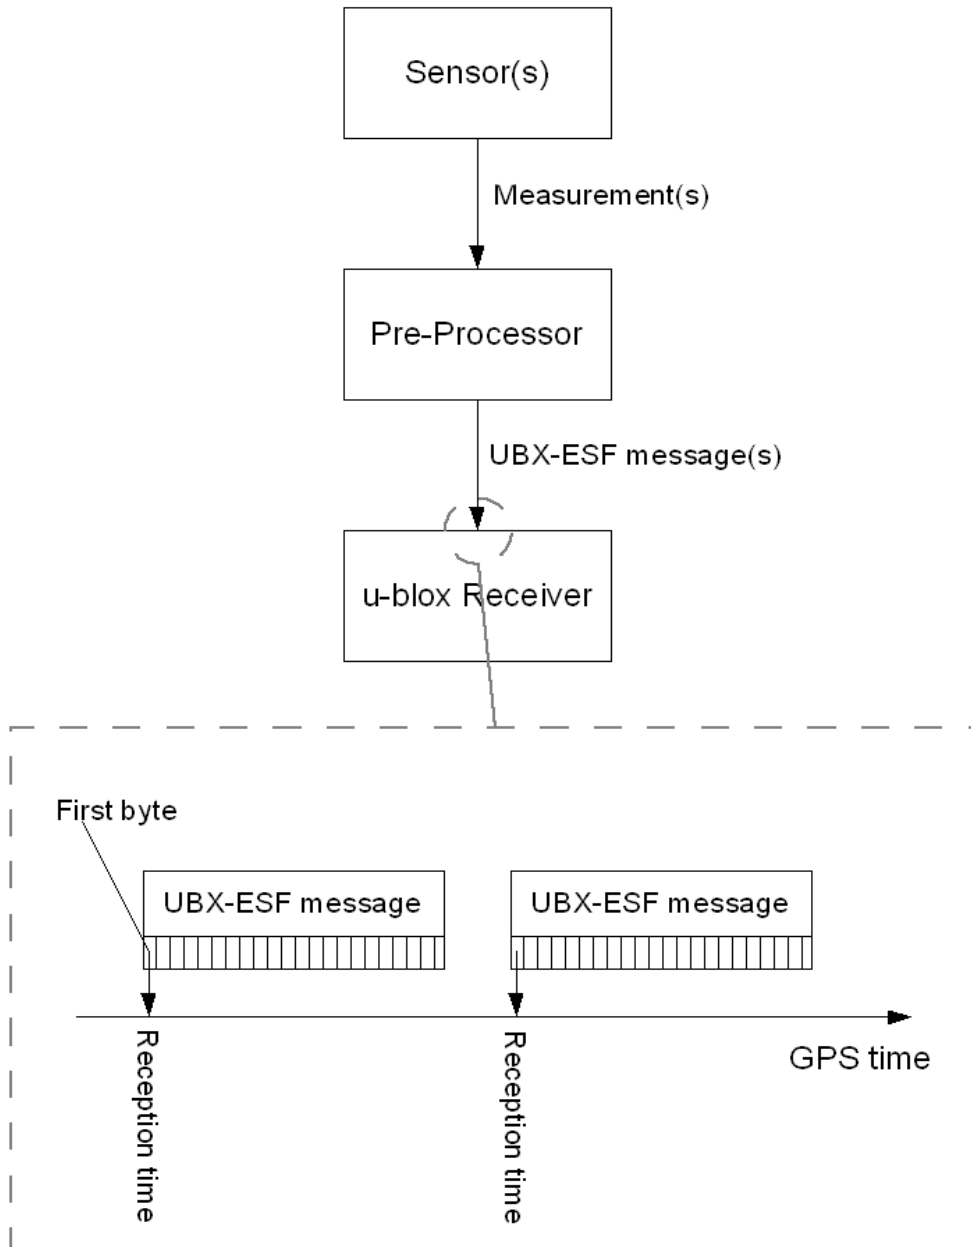 Sensor(s)
Measurement(s)
Pre-Processor
UBX-ESF message(s)
u-blox Receiver
First byte
UBX-ESF message
UBX-ESF message
GPS time
Reception time
Reception time